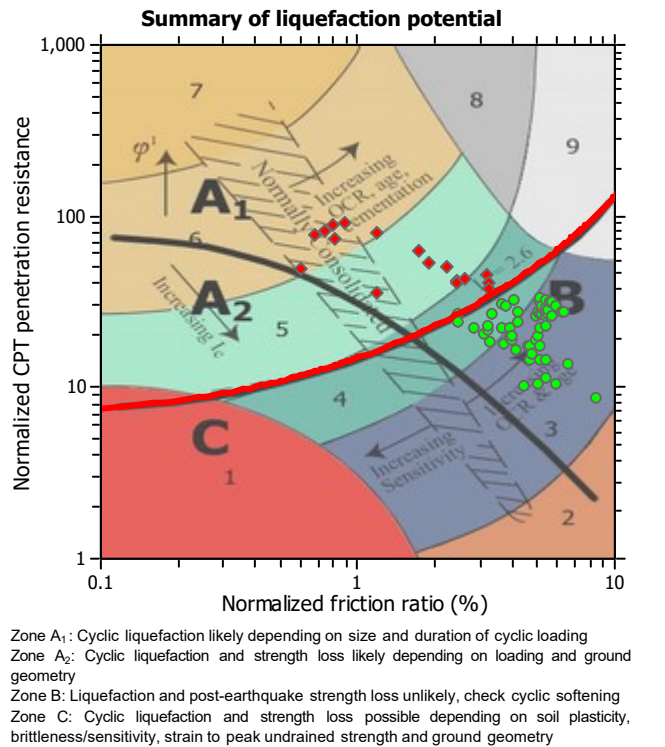 Summary of liquefaction potential
Normalized CPT penetration resistance
1,000
100
10
1
7
8
9
φ'
Increasing
OCR, age,
cementation
A1
Normally Consolidated
6
A2
Increasing Ic
= 2.6
B
5
4
Increasing
OCR & age
3
C
1
Increasing
Sensitivity
2
0.1
1
10
Normalized friction ratio (%)
Zone A1: Cyclic liquefaction likely depending on size and duration of cyclic loading
Zone A2: Cyclic liquefaction and strength loss likely depending on loading and ground
geometry
Zone B: Liquefaction and post-earthquake strength loss unlikely, check cyclic softening
Zone C: Cyclic liquefaction and strength loss possible depending on soil plasticity,
brittleness/sensitivity, strain to peak undrained strength and ground geometry